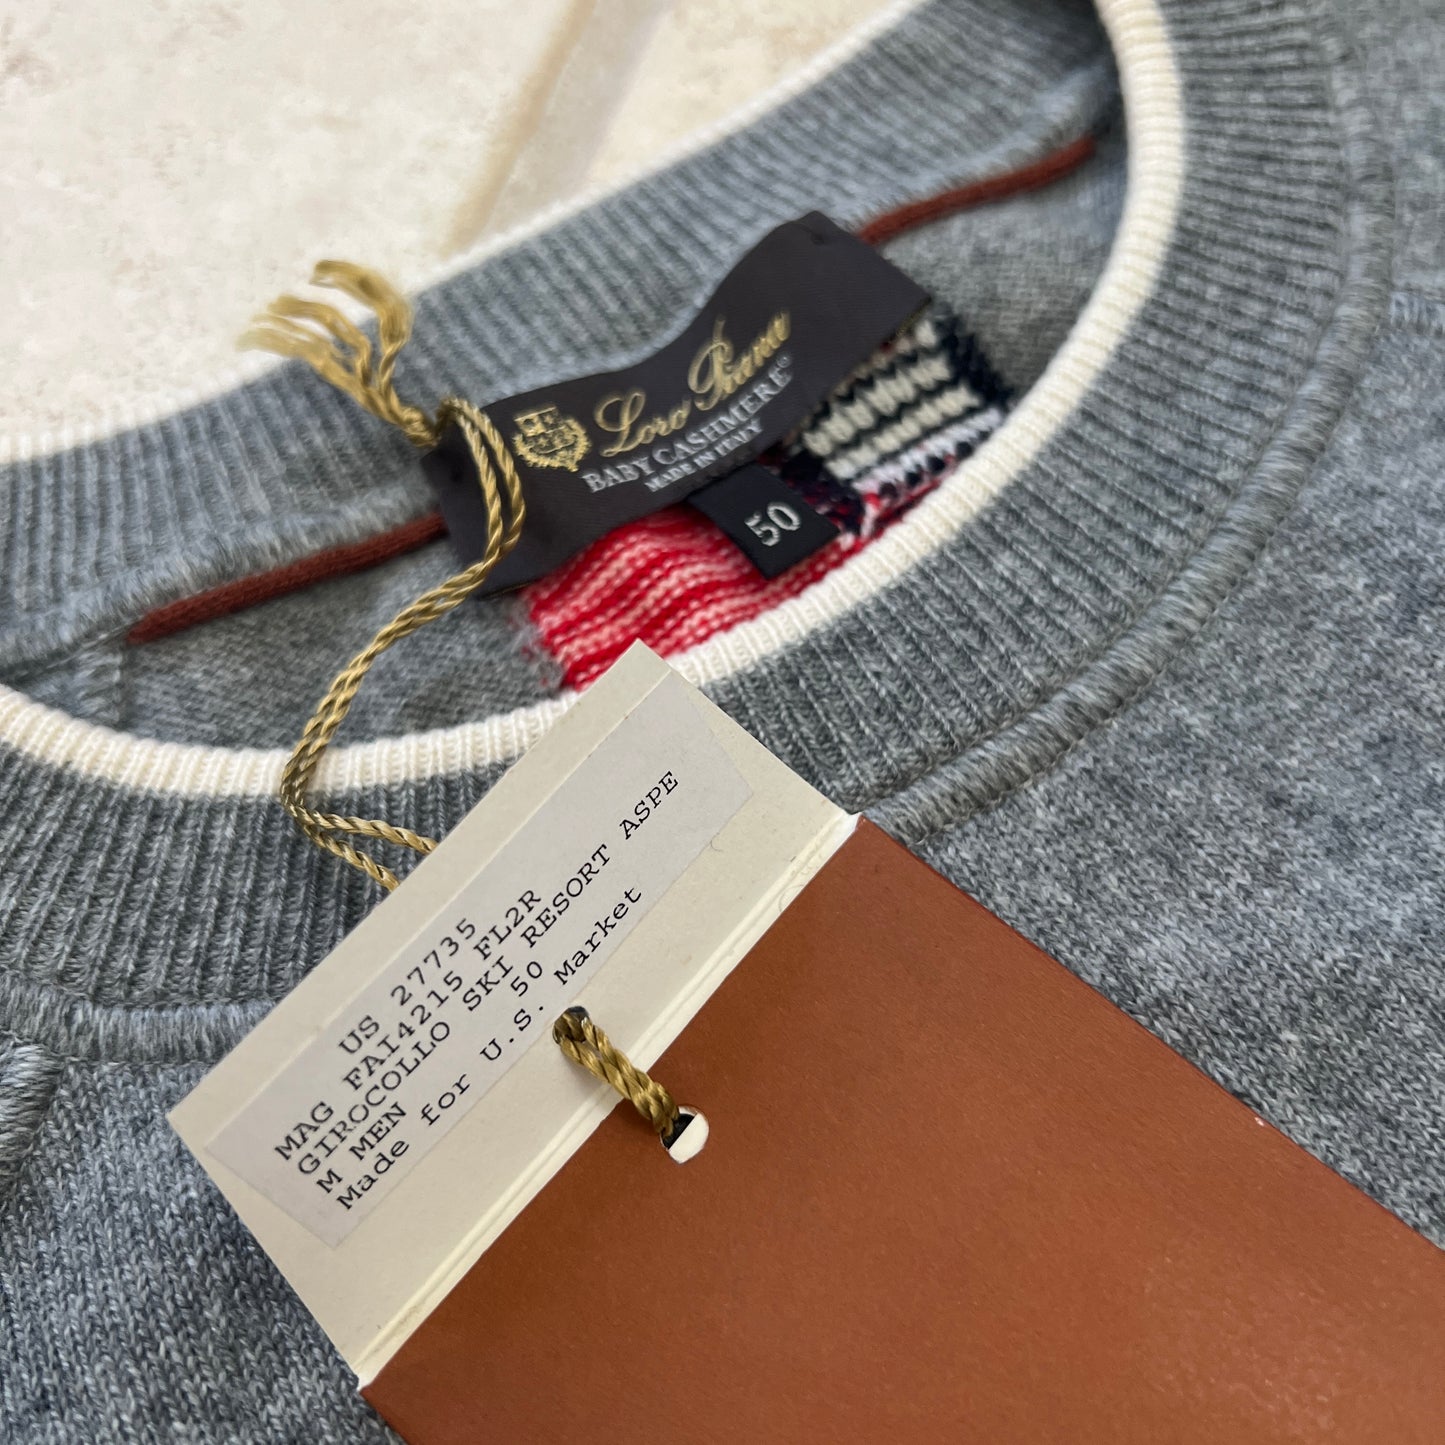 Loro Piana
BABY CASHMERE®
MADE IN ITALY
50
US 27735
MAG FAI4215 FL2R
GIROCOLLO SKI RESORT ASPE
M MEN 50
Made for U.S. Market